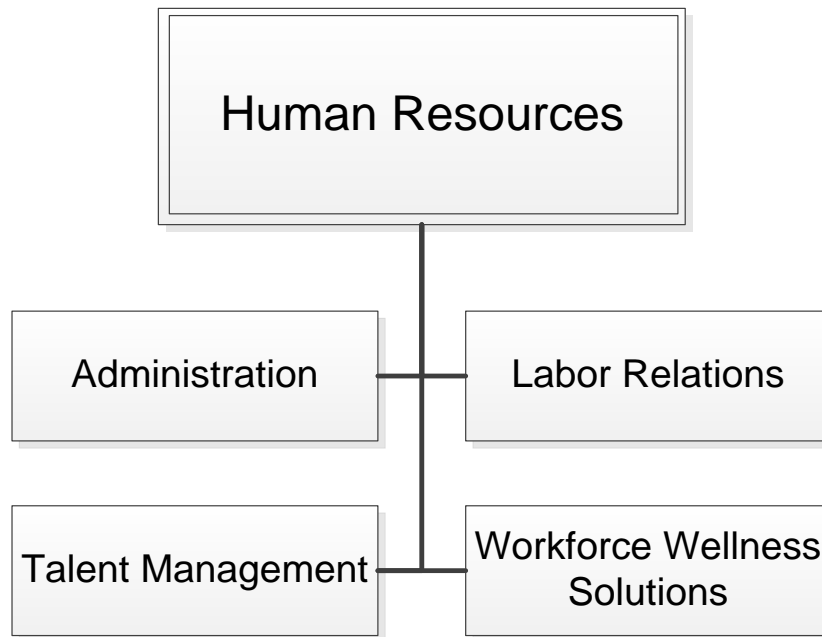 Human Resources
Administration
Labor Relations
Talent Management
Workforce Wellness
Solutions